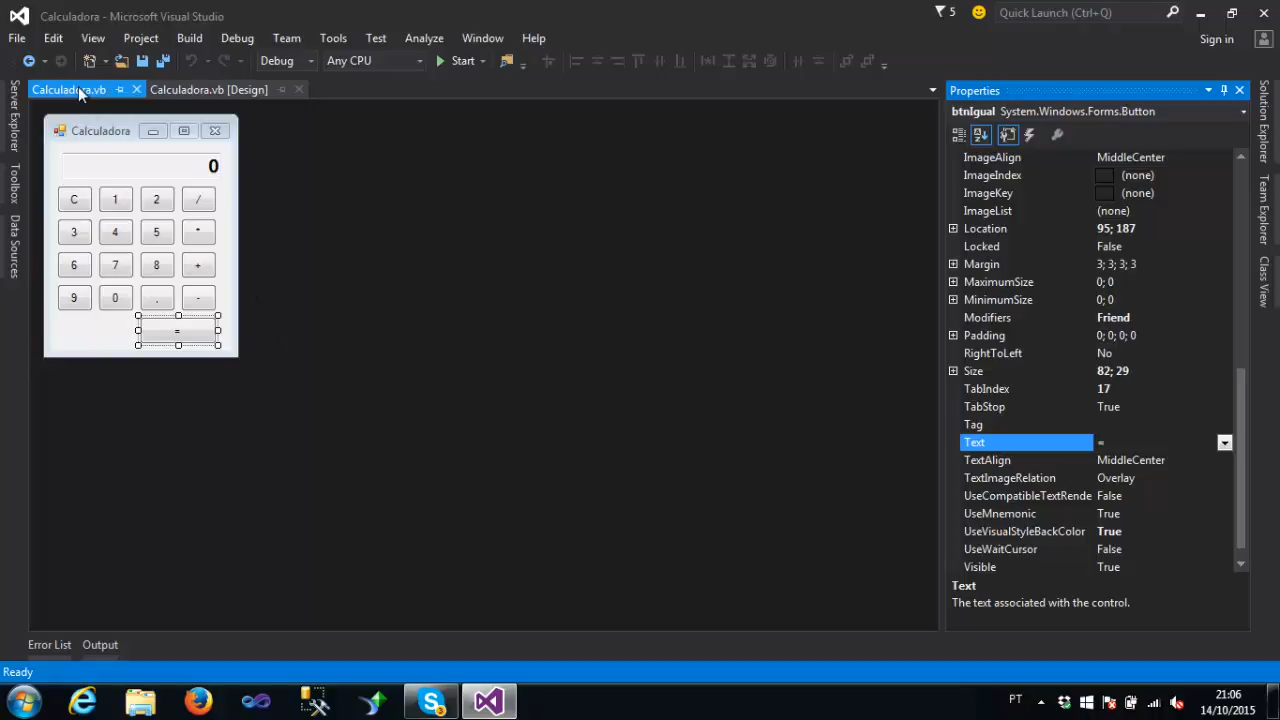 Calculadora - Microsoft Visual Studio
5
Quick Launch (Ctrl+Q)
File Edit View Project Build Debug Team Tools Test Analyze Window Help
Sign in
Debug Any CPU Start
Calculadora.vb Calculadora.vb [Design]
Server Explorer
Toolbox
Data Sources
Calculadora
0
C 1 2 /
3 4 5 *
6 7 8 +
9 0 . -
=
Properties
btnIgual System.Windows.Forms.Button
ImageAlign MiddleCenter
ImageIndex (none)
ImageKey (none)
ImageList (none)
Location 95; 187
Locked False
Margin 3; 3; 3; 3
MaximumSize 0; 0
MinimumSize 0; 0
Modifiers Friend
Padding 0; 0; 0; 0
RightToLeft No
Size 82; 29
TabIndex 17
TabStop True
Tag
Text =
TextAlign MiddleCenter
TextImageRelation Overlay
UseCompatibleTextRende False
UseMnemonic True
UseVisualStyleBackColor True
UseWaitCursor False
Visible True
Text
The text associated with the control.
Solution Explorer
Team Explorer
Class View
Error List Output
Ready
PT
21:06
14/10/2015